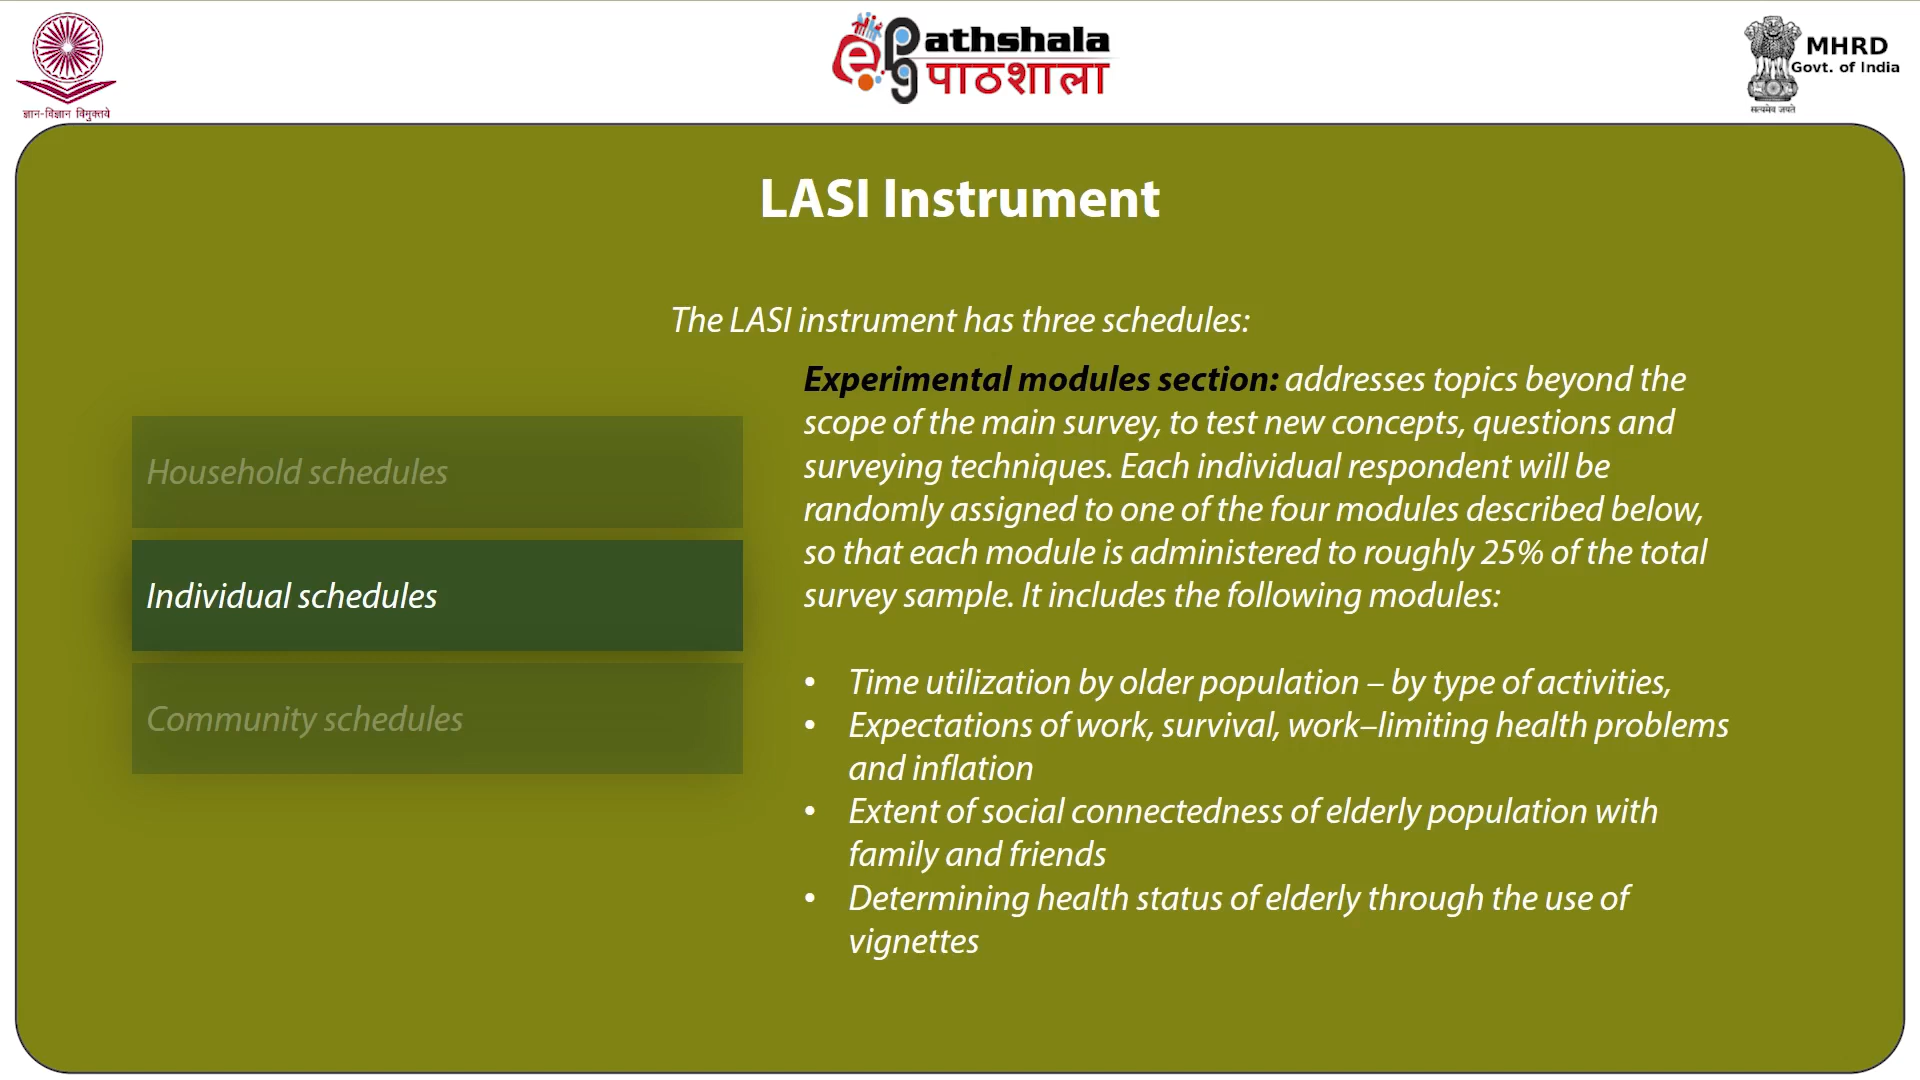 ज्ञान-विज्ञान विमुक्तये
ePG Pathshala
पाठशाला
MHRD
Govt. of India
सत्यमेव जयते
LASI Instrument
The LASI instrument has three schedules:
Household schedules
Individual schedules
Community schedules
Experimental modules section: addresses topics beyond the
scope of the main survey, to test new concepts, questions and
surveying techniques. Each individual respondent will be
randomly assigned to one of the four modules described below,
so that each module is administered to roughly 25% of the total
survey sample. It includes the following modules:
• Time utilization by older population – by type of activities,
• Expectations of work, survival, work–limiting health problems
and inflation
• Extent of social connectedness of elderly population with
family and friends
• Determining health status of elderly through the use of
vignettes